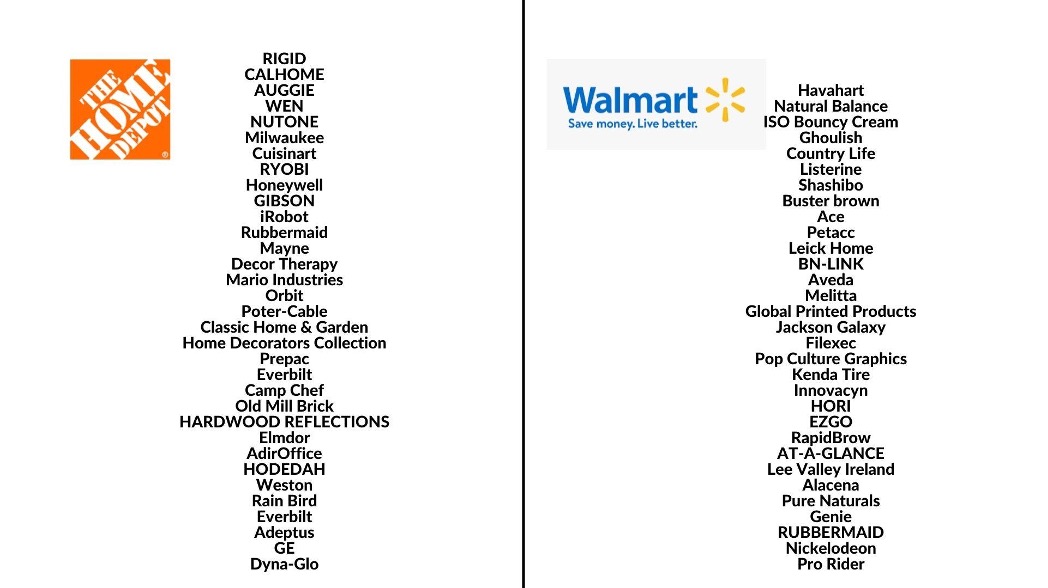 THE
HOME
DEPOT
®
RIGID
CALHOME
AUGGIE
WEN
NUTONE
Milwaukee
Cuisinart
RYOBI
Honeywell
GIBSON
iRobot
Rubbermaid
Mayne
Decor Therapy
Mario Industries
Orbit
Poter-Cable
Classic Home & Garden
Home Decorators Collection
Prepac
Everbilt
Camp Chef
Old Mill Brick
HARDWOOD REFLECTIONS
Elmdor
AdirOffice
HODEDAH
Weston
Rain Bird
Everbilt
Adeptus
GE
Dyna-Glo
Walmart
Save money. Live better.
Havahart
Natural Balance
ISO Bouncy Cream
Ghoulish
Country Life
Listerine
Shashibo
Buster brown
Ace
Petacc
Leick Home
BN-LINK
Aveda
Melitta
Global Printed Products
Jackson Galaxy
Filexec
Pop Culture Graphics
Kenda Tire
Innovacyn
HORI
EZGO
RapidBrow
AT-A-GLANCE
Lee Valley Ireland
Alacena
Pure Naturals
Genie
RUBBERMAID
Nickelodeon
Pro Rider